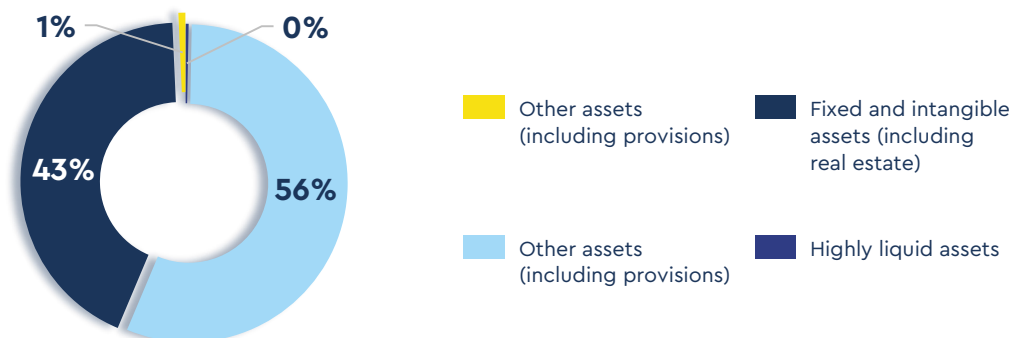 1%
0%
43%
56%
Other assets
(including provisions)
Fixed and intangible
assets (including
real estate)
Other assets
(including provisions)
Highly liquid assets